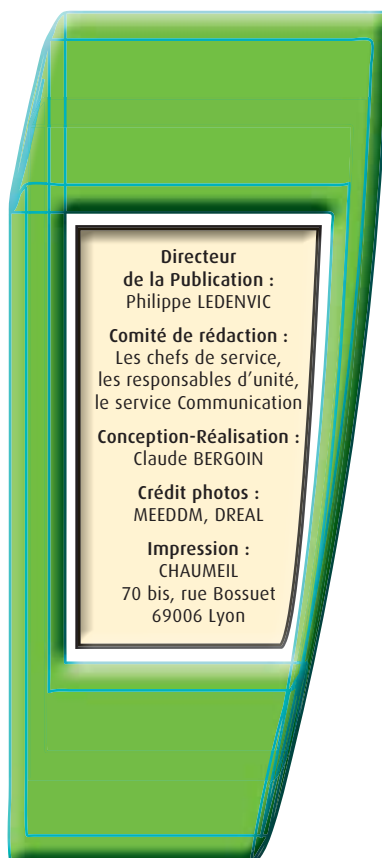 Directeur
de la Publication :
Philippe LEDENVIC
Comité de rédaction :
Les chefs de service,
les responsables d’unité,
le service Communication
Conception-Réalisation :
Claude BERGOIN
Crédit photos :
MEEDDM, DREAL
Impression :
CHAUMEIL
70 bis, rue Bossuet
69006 Lyon